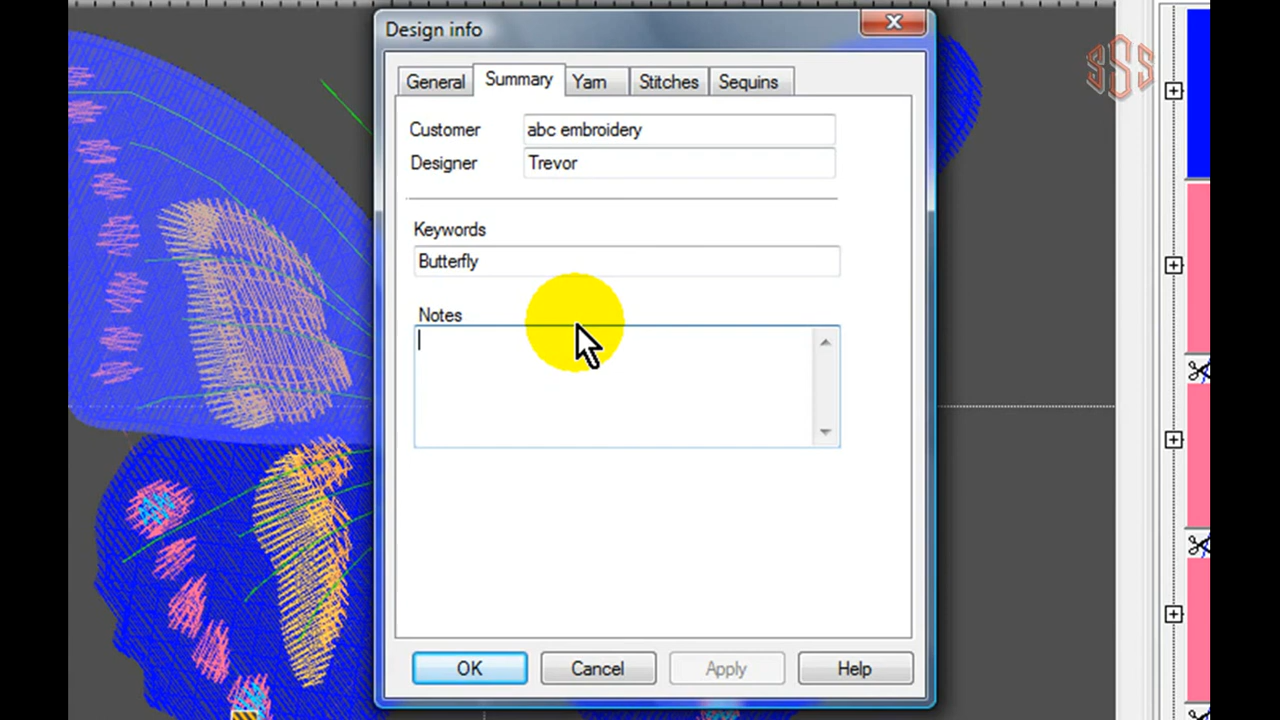 Design info
General Summary Yarn Stitches Sequins
Customer abc embroidery
Designer Trevor
Keywords
Butterfly
Notes
OK Cancel Apply Help
SSS